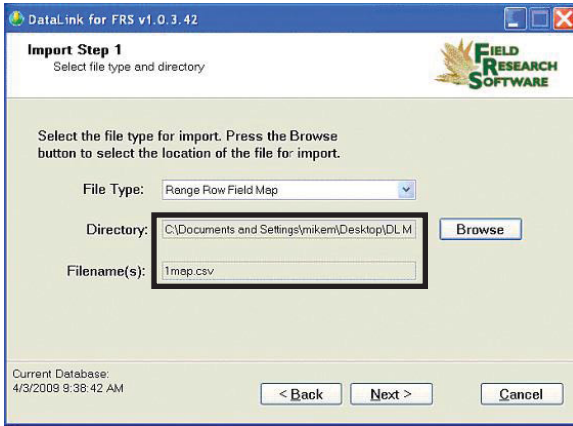 DataLink for FRS v1.0.3.42
Import Step 1
Select file type and directory
FIELD
RESEARCH
SOFTWARE
Select the file type for import. Press the Browse
button to select the location of the file for import.
File Type: Range Row Field Map
Directory: C:\Documents and Settings\mikem\Desktop\DL M Browse
Filename(s): 1map.csv
Current Database:
4/3/2009 9:38:42 AM
< Back Next > Cancel